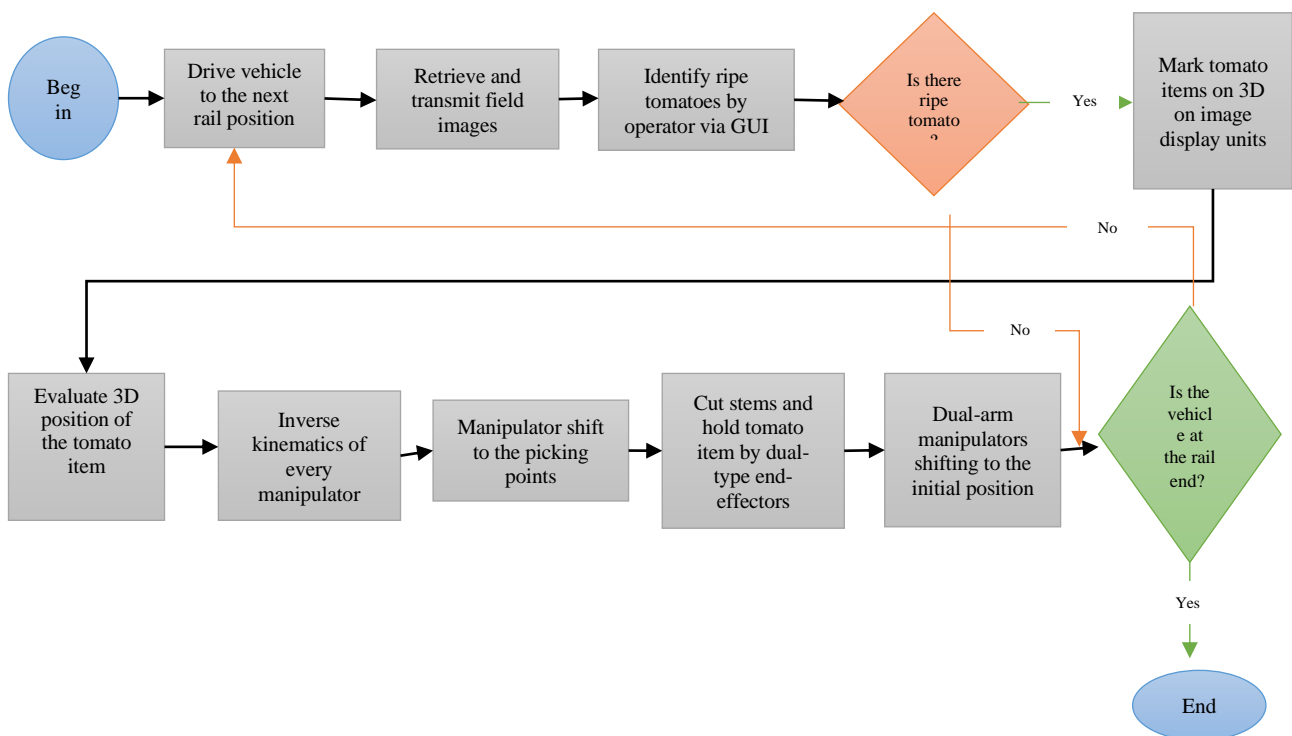 Beg
in
Drive vehicle
to the next
rail position
Retrieve and
transmit field
images
Identify ripe
tomatoes by
operator via GUI
Is there
ripe
tomato
?
Yes
Mark tomato
items on 3D
on image
display units
No
No
Evaluate 3D
position of
the tomato
item
Inverse
kinematics of
every
manipulator
Manipulator shift
to the picking
points
Cut stems and
hold tomato
item by dual-
type end-
effectors
Dual-arm
manipulators
shifting to the
initial position
Is the
vehicl
e at
the rail
end?
Yes
End